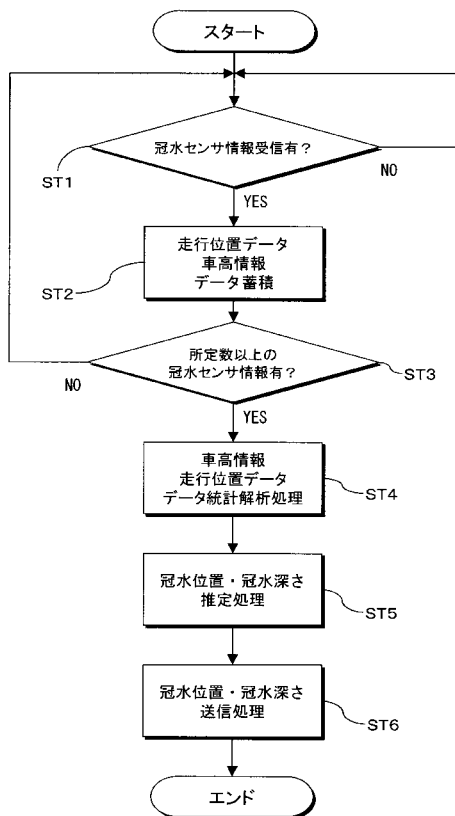 スタート
冠水センサ情報受信有?
ST1
NO
YES
走行位置データ
車高情報
データ蓄積
ST2
所定数以上の
冠水センサ情報有?
ST3
NO
YES
車高情報
走行位置データ
データ統計解析処理
ST4
冠水位置・冠水深さ
推定処理
ST5
冠水位置・冠水深さ
送信処理
ST6
エンド